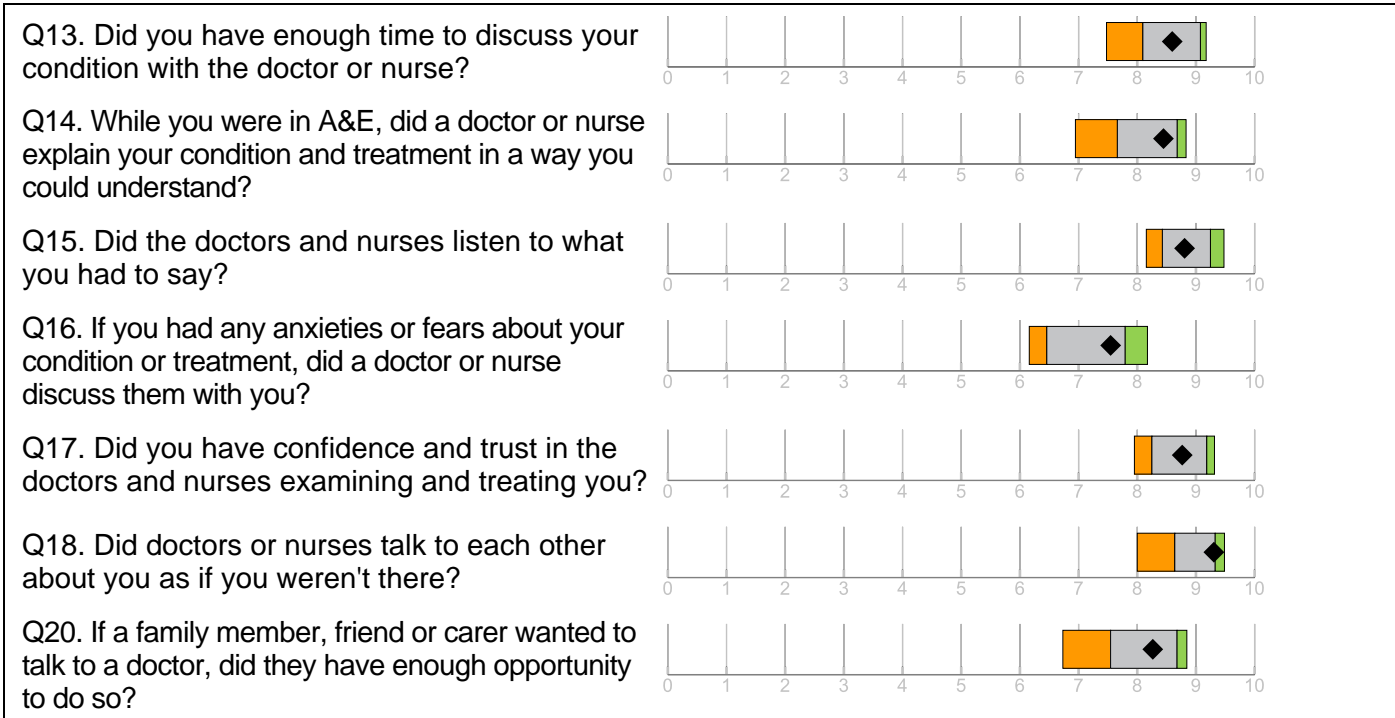 Q13. Did you have enough time to discuss your
condition with the doctor or nurse?
0 1 2 3 4 5 6 7 8 9 10
Q14. While you were in A&E, did a doctor or nurse
explain your condition and treatment in a way you
could understand?
0 1 2 3 4 5 6 7 8 9 10
Q15. Did the doctors and nurses listen to what
you had to say?
0 1 2 3 4 5 6 7 8 9 10
Q16. If you had any anxieties or fears about your
condition or treatment, did a doctor or nurse
discuss them with you?
0 1 2 3 4 5 6 7 8 9 10
Q17. Did you have confidence and trust in the
doctors and nurses examining and treating you?
0 1 2 3 4 5 6 7 8 9 10
Q18. Did doctors or nurses talk to each other
about you as if you weren't there?
0 1 2 3 4 5 6 7 8 9 10
Q20. If a family member, friend or carer wanted to
talk to a doctor, did they have enough opportunity
to do so?
0 1 2 3 4 5 6 7 8 9 10